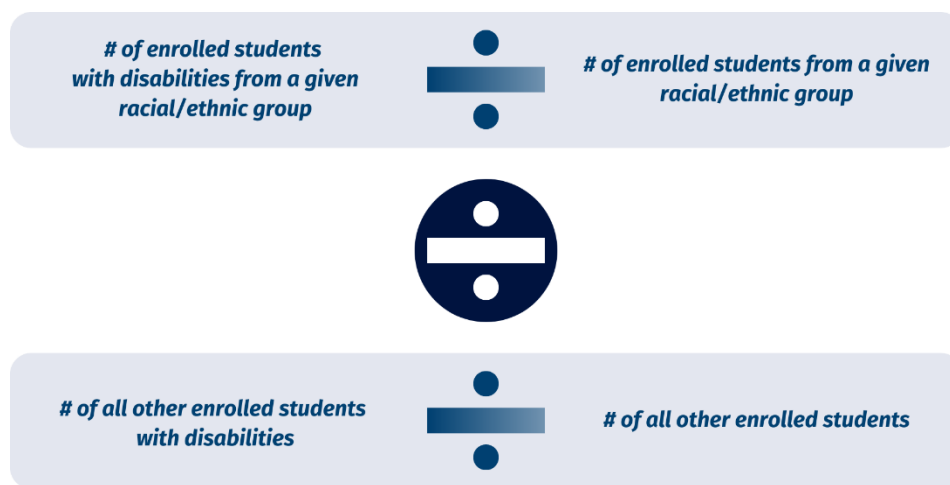 # of enrolled students
with disabilities from a given
racial/ethnic group
# of enrolled students from a given
racial/ethnic group
# of all other enrolled students
with disabilities
# of all other enrolled students